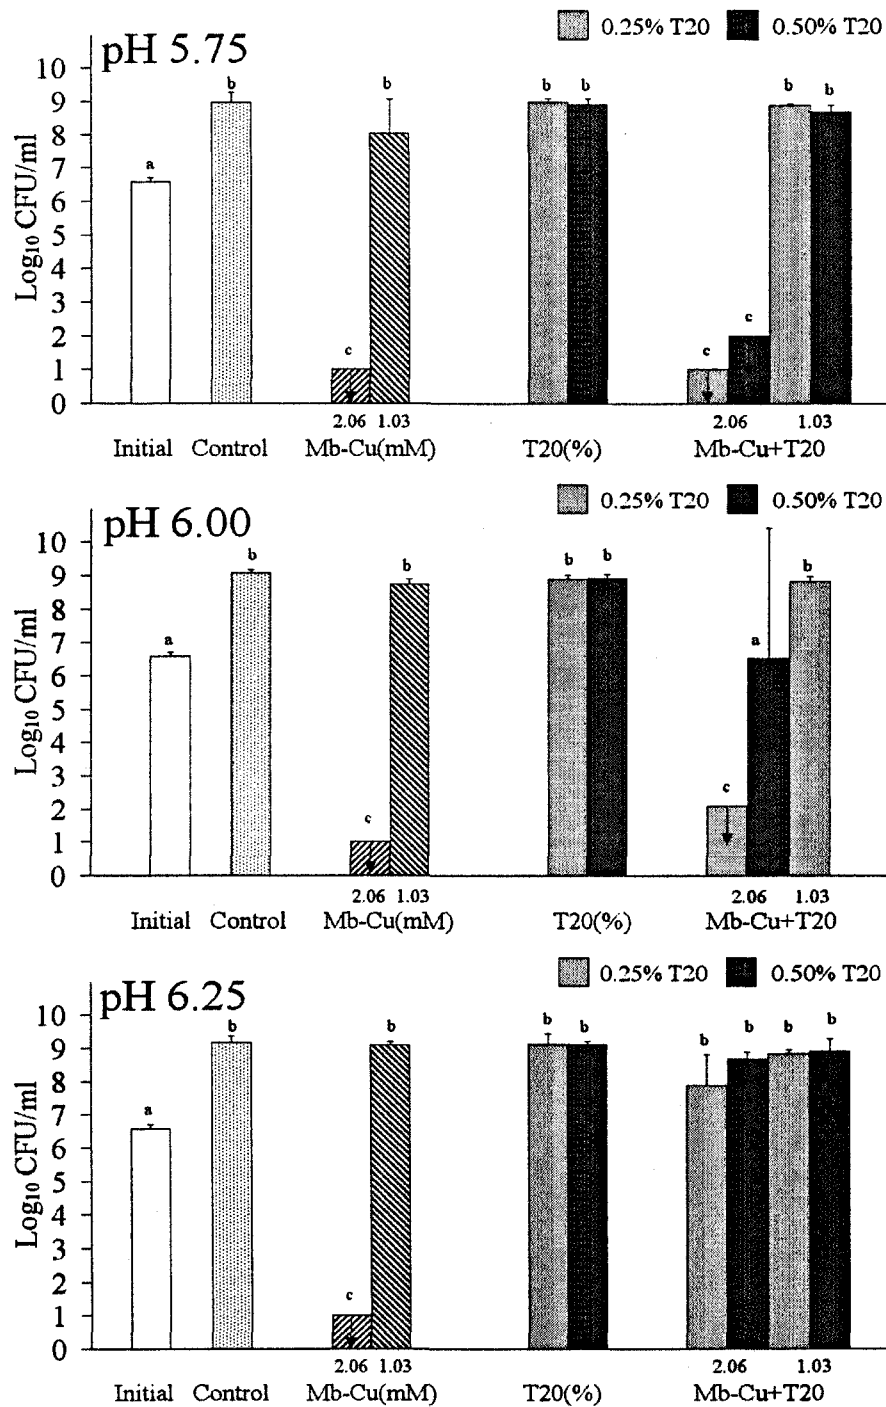 0.25% T20 0.50% T20
pH 5.75
10
9
8
7
6
5
4
3
2
1
0
Log₁₀ CFU/ml
a
b
c
b
b b
c c b b
2.06 1.03 2.06 1.03
Initial Control Mb-Cu(mM) T20(%) Mb-Cu+T20
0.25% T20 0.50% T20
pH 6.00
10
9
8
7
6
5
4
3
2
1
0
Log₁₀ CFU/ml
a
b
c
b
b b
c a b
2.06 1.03 2.06 1.03
Initial Control Mb-Cu(mM) T20(%) Mb-Cu+T20
0.25% T20 0.50% T20
pH 6.25
10
9
8
7
6
5
4
3
2
1
0
Log₁₀ CFU/ml
a
b
c
b
b b
b b b b
2.06 1.03 2.06 1.03
Initial Control Mb-Cu(mM) T20(%) Mb-Cu+T20